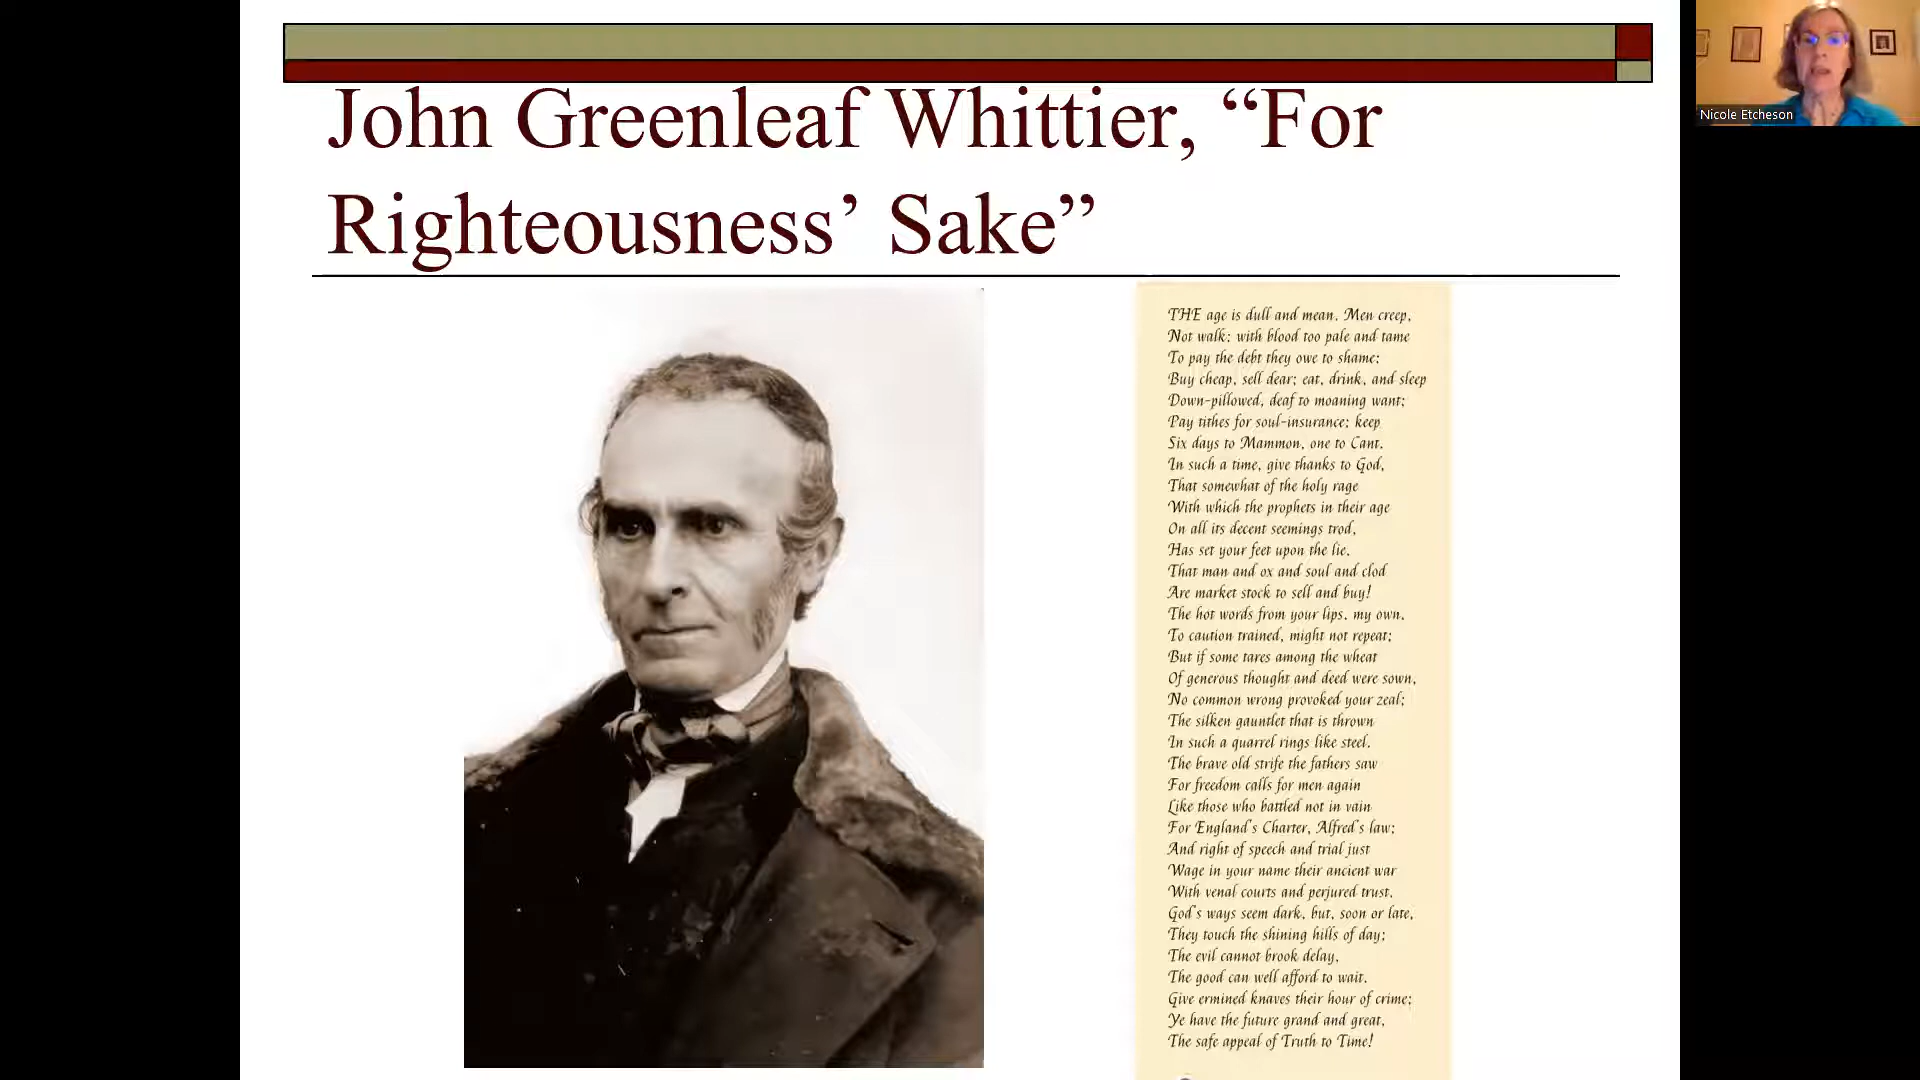 John Greenleaf Whittier, “For
Righteousness’ Sake”
Nicole Etcheson
THE age is dull and mean. Men creep,
Not walk; with blood too pale and tame
To pay the debt they owe to shame;
Buy cheap, sell dear; eat, drink, and sleep
Down-pillowed, deaf to moaning want;
Pay tithes for soul-insurance; keep
Six days to Mammon, one to Cant.
In such a time, give thanks to God,
That somewhat of the holy rage
With which the prophets in their age
On all its decent seemings trod,
Has set your feet upon the lie,
That man and ox and soul and clod
Are market stock to sell and buy!
The hot words from your lips, my own,
To caution trained, might not repeat;
But if some tares among the wheat
Of generous thought and deed were sown,
No common wrong provoked your zeal;
The silken gauntlet that is thrown
In such a quarrel rings like steel.
The brave old strife the fathers saw
For freedom calls for men again
Like those who battled not in vain
For England's Charter, Alfred's law;
And right of speech and trial just
Wage in your name their ancient war
With venal courts and perjured trust.
God's ways seem dark, but, soon or late,
They touch the shining hills of day;
The evil cannot brook delay,
The good can well afford to wait.
Give ermined knaves their hour of crime;
Ye have the future grand and great,
The safe appeal of Truth to Time!